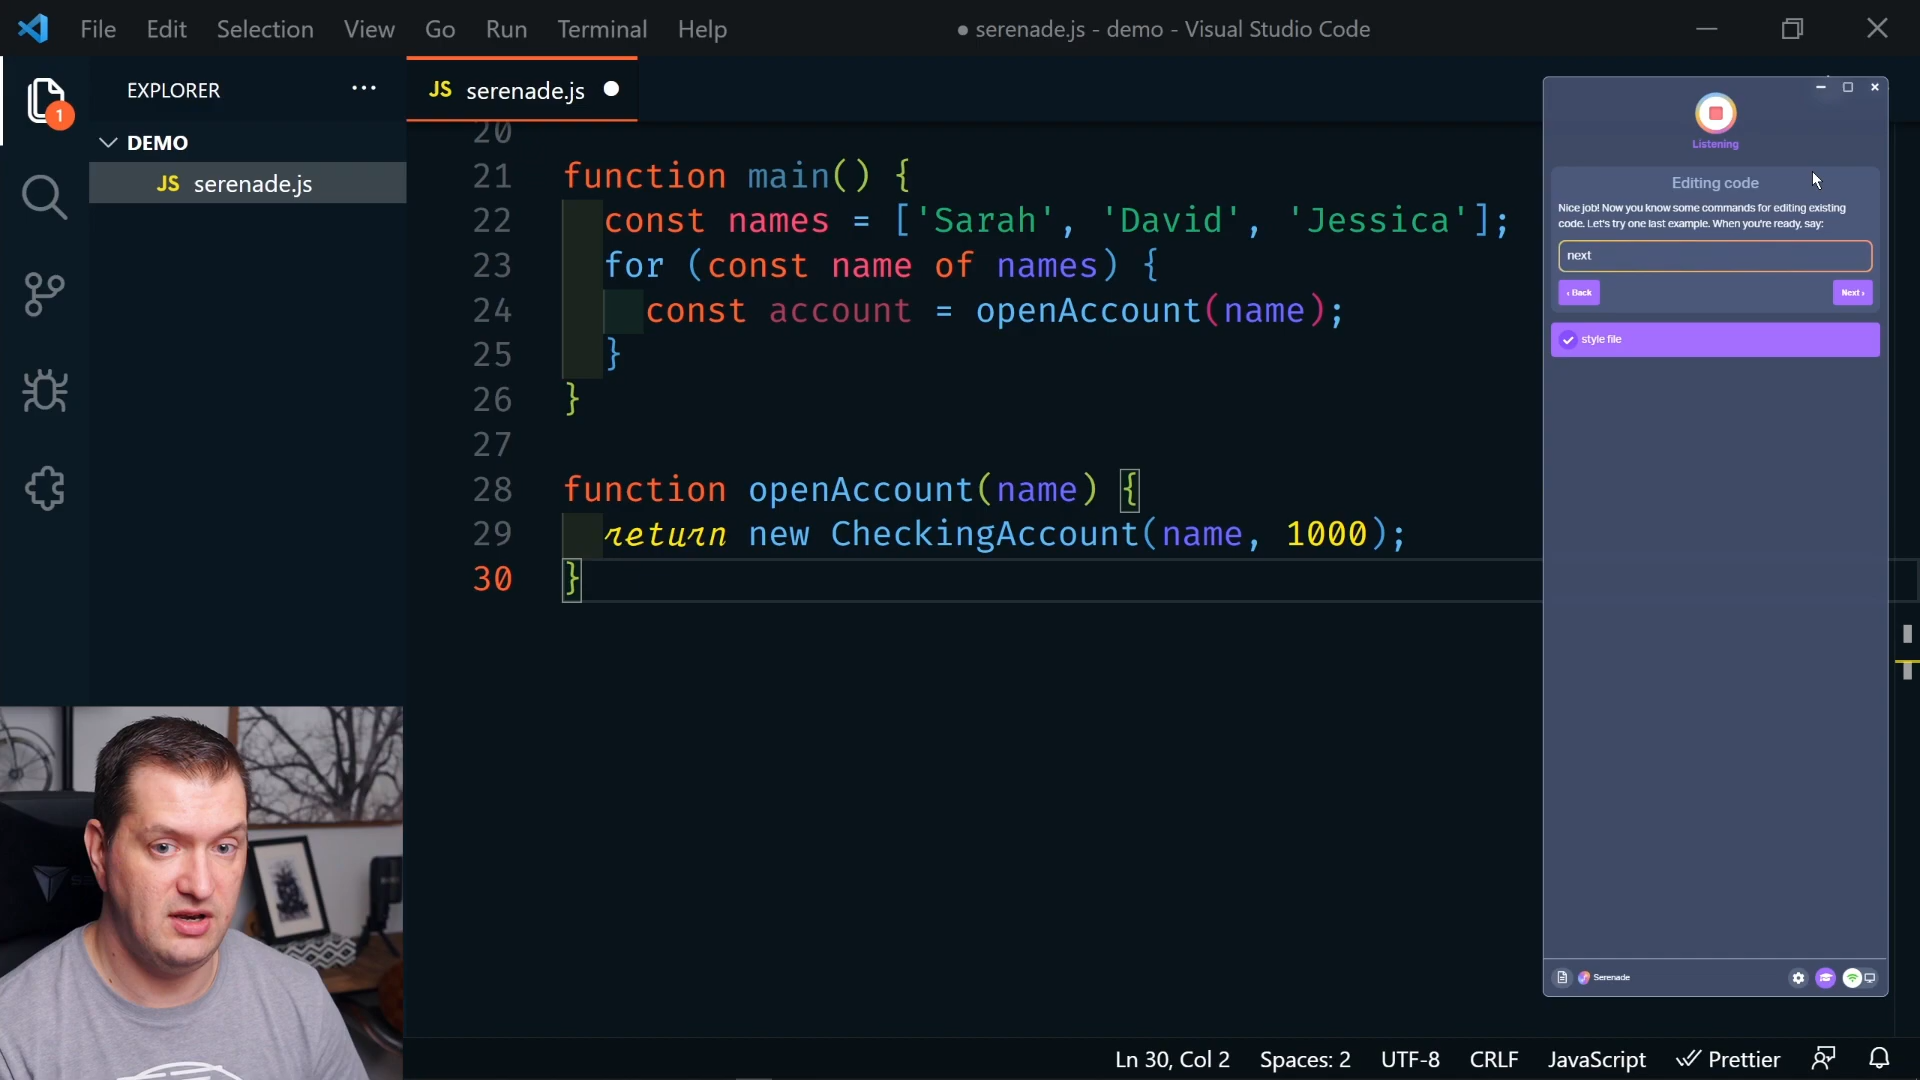 File Edit Selection View Go Run Terminal Help
● serenade.js - demo - Visual Studio Code
EXPLORER
1
DEMO
JS serenade.js
JS serenade.js
20
21 function main() {
22 const names = ['Sarah', 'David', 'Jessica'];
23 for (const name of names) {
24 const account = openAccount(name);
25 }
26 }
27
28 function openAccount(name) {
29 return new CheckingAccount(name, 1000);
30 }
Listening
Editing code
Nice job! Now you know some commands for editing existing
code. Let's try one last example. When you're ready, say:
next
‹ Back
Next ›
style file
Serenade
Ln 30, Col 2 Spaces: 2 UTF-8 CRLF JavaScript Prettier